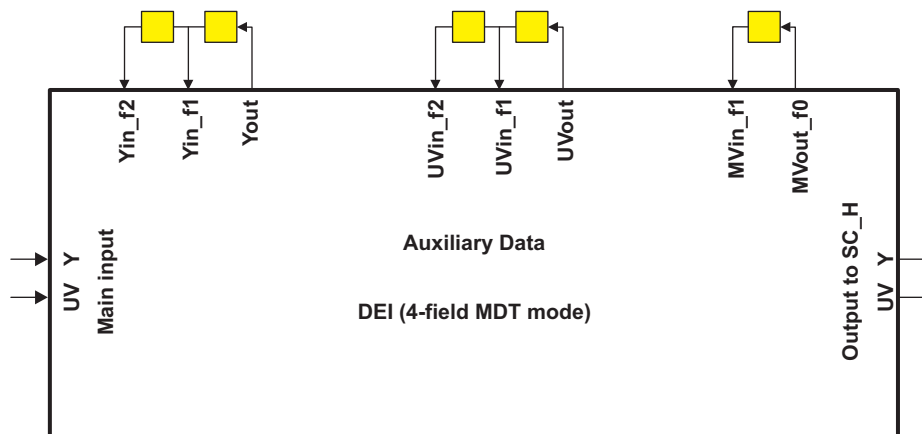 Yin_f2
Yin_f1
Yout
UVin_f2
UVin_f1
UVout
MVin_f1
MVout_f0
Y
UV
Main input
Auxiliary Data
DEI (4-field MDT mode)
Output to SC_H
Y
UV